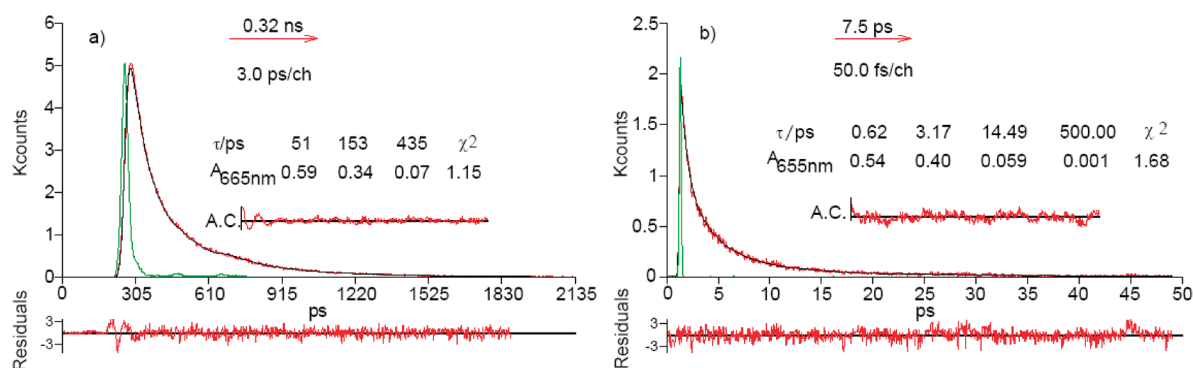 a)
0.32 ns
3.0 ps/ch
Kcounts
6
5
4
3
2
1
0
τ/ps 51 153 435 χ2
A665nm 0.59 0.34 0.07 1.15
A.C.
0 305 610 915 1220 1525 1830 2135
ps
Residuals
3
-3
b)
7.5 ps
50.0 fs/ch
Kcounts
2.5
2
1.5
1
0.5
0
τ/ps 0.62 3.17 14.49 500.00 χ2
A655nm 0.54 0.40 0.059 0.001 1.68
A.C.
0 5 10 15 20 25 30 35 40 45 50
ps
Residuals
3
-3